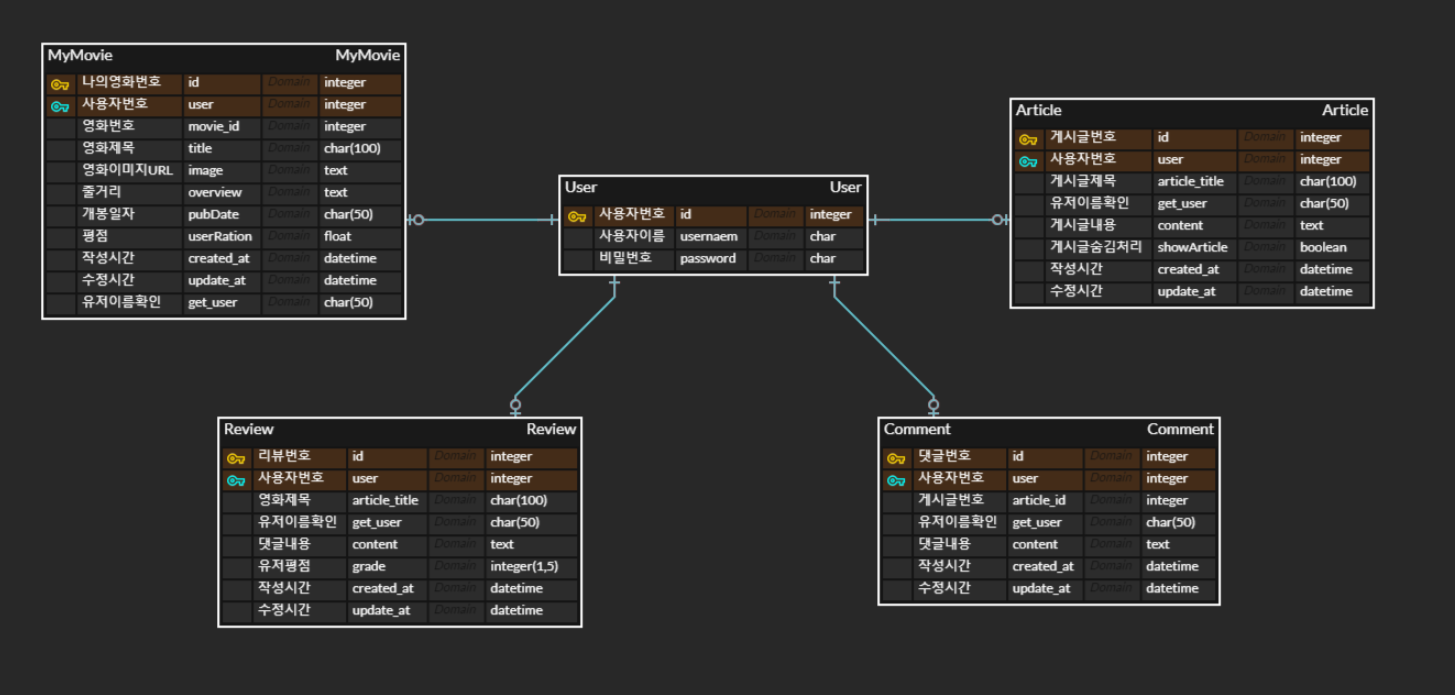 MyMovie MyMovie
나의영화번호 id Domain integer
사용자번호 user Domain integer
영화번호 movie_id Domain integer
영화제목 title Domain char(100)
영화이미지URL image Domain text
줄거리 overview Domain text
개봉일자 pubDate Domain char(50)
평점 userRation Domain float
작성시간 created_at Domain datetime
수정시간 update_at Domain datetime
유저이름확인 get_user Domain char(50)
User User
사용자번호 id Domain integer
사용자이름 usernaem Domain char
비밀번호 password Domain char
Article Article
게시글번호 id Domain integer
사용자번호 user Domain integer
게시글제목 article_title Domain char(100)
유저이름확인 get_user Domain char(50)
게시글내용 content Domain text
게시글숨김처리 showArticle Domain boolean
작성시간 created_at Domain datetime
수정시간 update_at Domain datetime
Review Review
리뷰번호 id Domain integer
사용자번호 user Domain integer
영화제목 article_title Domain char(100)
유저이름확인 get_user Domain char(50)
댓글내용 content Domain text
유저평점 grade Domain integer(1,5)
작성시간 created_at Domain datetime
수정시간 update_at Domain datetime
Comment Comment
댓글번호 id Domain integer
사용자번호 user Domain integer
게시글번호 article_id Domain integer
유저이름확인 get_user Domain char(50)
댓글내용 content Domain text
작성시간 created_at Domain datetime
수정시간 update_at Domain datetime